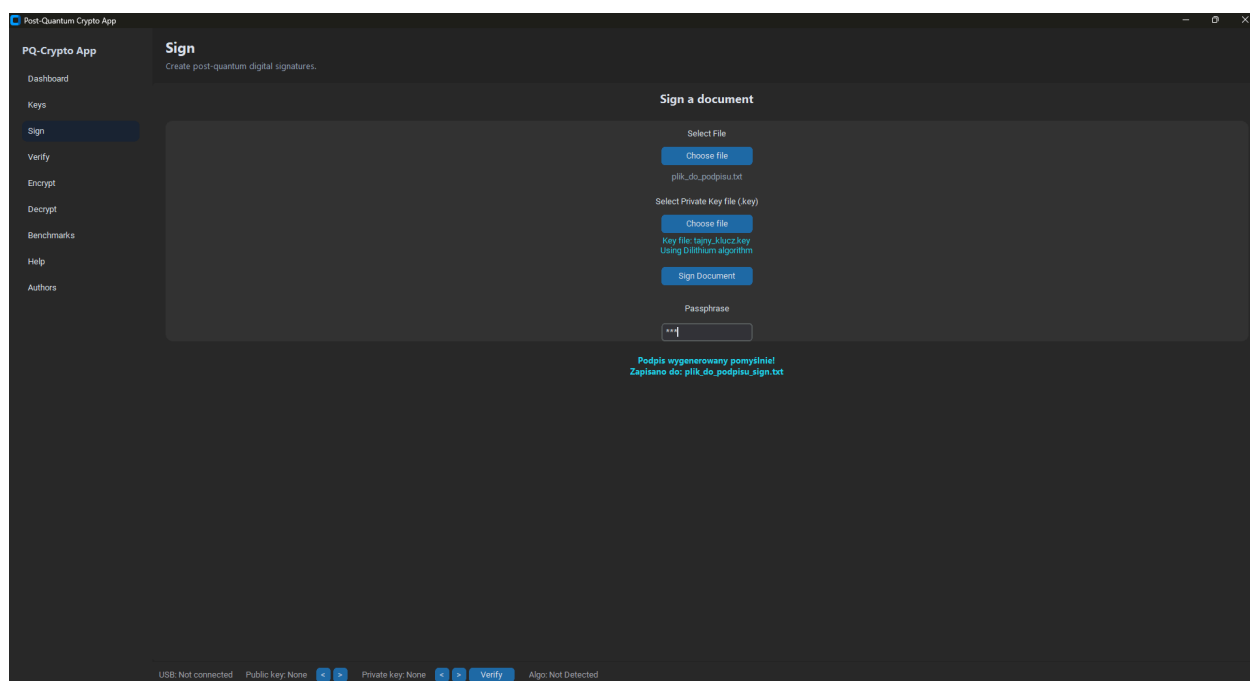 Post-Quantum Crypto App
PQ-Crypto App
Dashboard
Keys
Sign
Verify
Encrypt
Decrypt
Benchmarks
Help
Authors
Sign
Create post-quantum digital signatures.
Sign a document
Select File
Choose file
plik_do_podpisu.txt
Select Private Key file (.key)
Choose file
Key file: tajny_klucz.key
Using Dilithium algorithm
Sign Document
Passphrase
***
Podpis wygenerowany pomyślnie!
Zapisano do: plik_do_podpisu_sign.txt
USB: Not connected Public key: None < > Private key: None < > Verify Algo: Not Detected